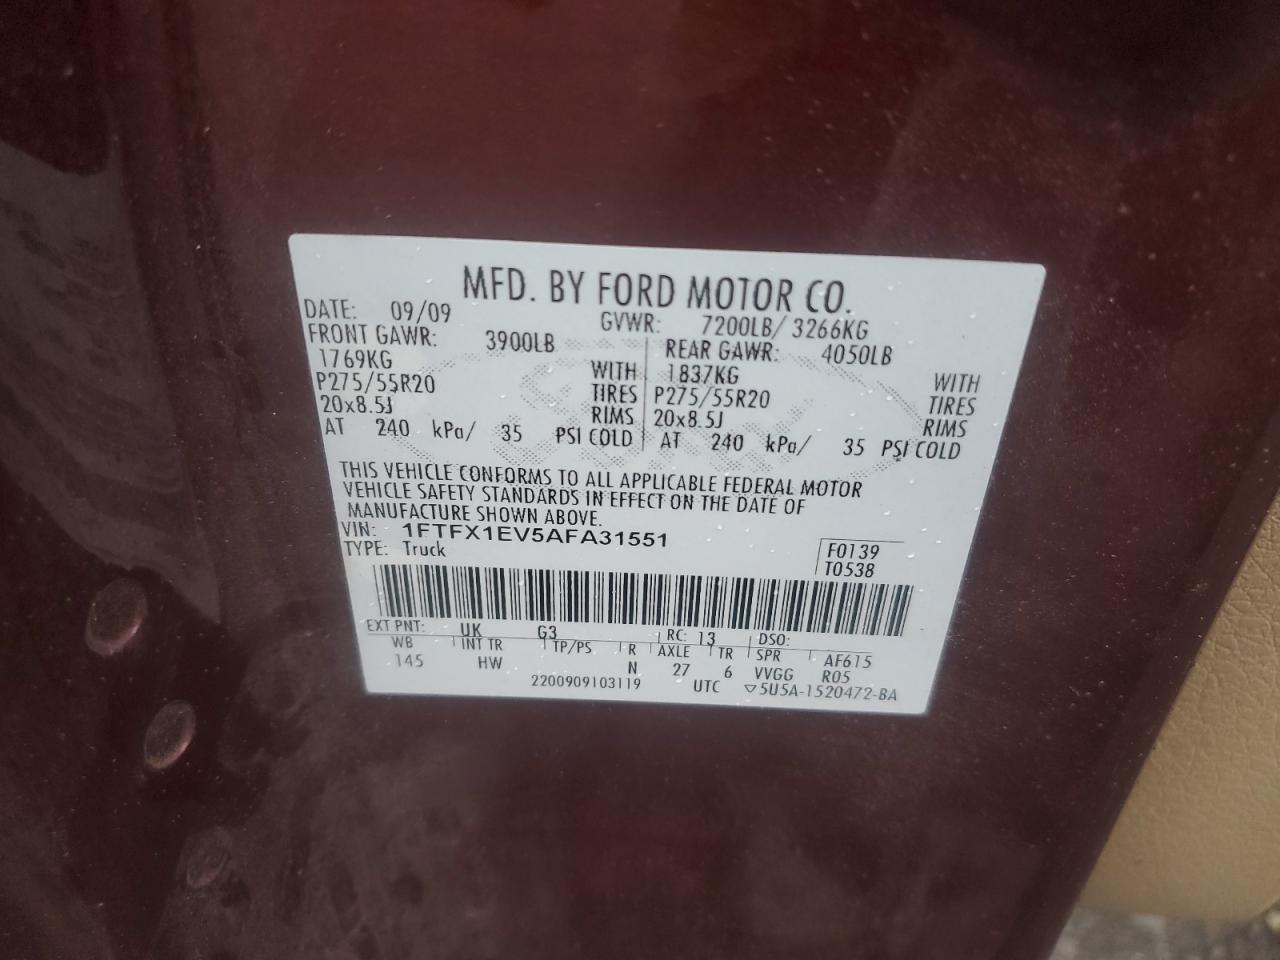 MFD. BY FORD MOTOR CO.
DATE: 09/09 GVWR: 7200LB/ 3266KG
FRONT GAWR: 3900LB REAR GAWR: 4050LB
1769KG WITH 1837KG WITH
P275/55R20 TIRES P275/55R20 TIRES
20x8.5J RIMS 20x8.5J RIMS
AT 240 kPa/ 35 PSI COLD AT 240 kPa/ 35 PSI COLD
THIS VEHICLE CONFORMS TO ALL APPLICABLE FEDERAL MOTOR
VEHICLE SAFETY STANDARDS IN EFFECT ON THE DATE OF
MANUFACTURE SHOWN ABOVE.
VIN: 1FTFX1EV5AFA31551
TYPE: Truck
F0139
T0538
EXT PNT: UK G3 RC: 13 DSO:
WB INT TR TP/PS R AXLE TR SPR AF615
145 HW N 27 6 VVGG R05
2200909103119 UTC ▽5U5A-1520472-BA